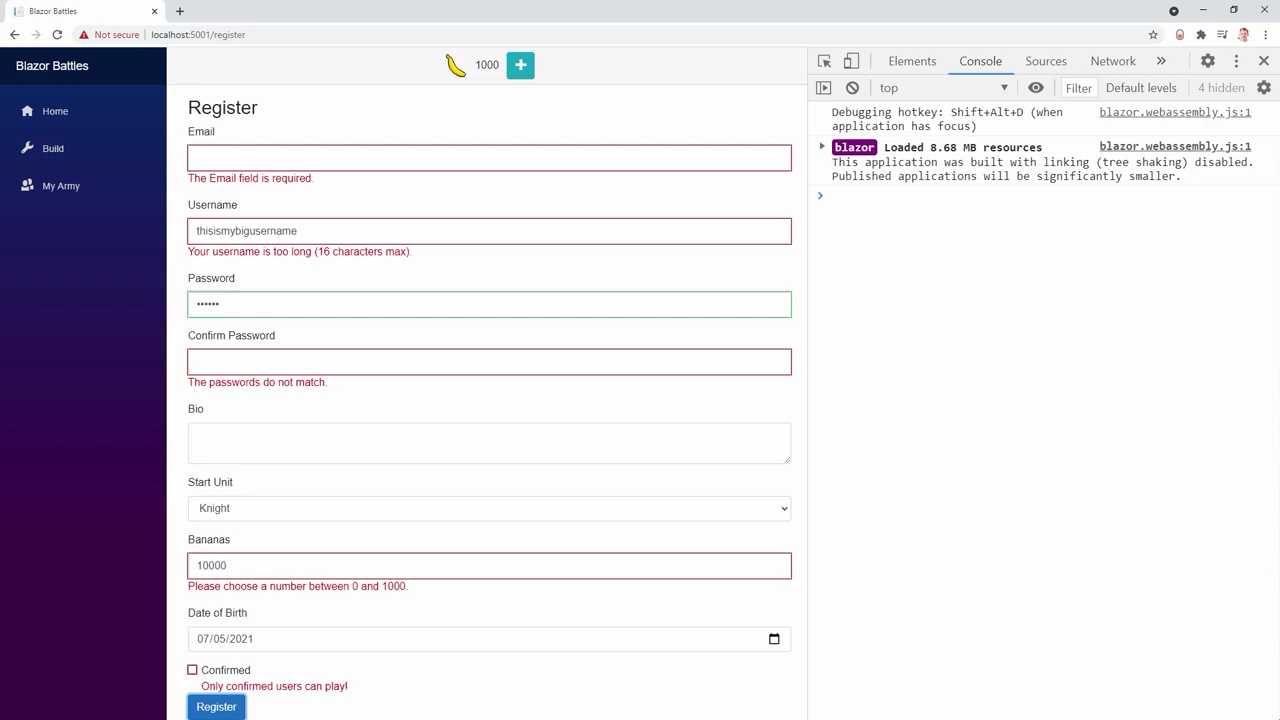 Blazor Battles
Not secure
localhost:5001/register
Blazor Battles
Home
Build
My Army
1000
+
Register
Email
The Email field is required.
Username
thisismybigusername
Your username is too long (16 characters max).
Password
••••••
Confirm Password
The passwords do not match.
Bio
Start Unit
Knight
Bananas
10000
Please choose a number between 0 and 1000.
Date of Birth
07/05/2021
Confirmed
Only confirmed users can play!
Register
Elements Console Sources Network »
top Filter Default levels 4 hidden
Debugging hotkey: Shift+Alt+D (when blazor.webassembly.js:1
application has focus)
blazor Loaded 8.68 MB resources blazor.webassembly.js:1
This application was built with linking (tree shaking) disabled.
Published applications will be significantly smaller.